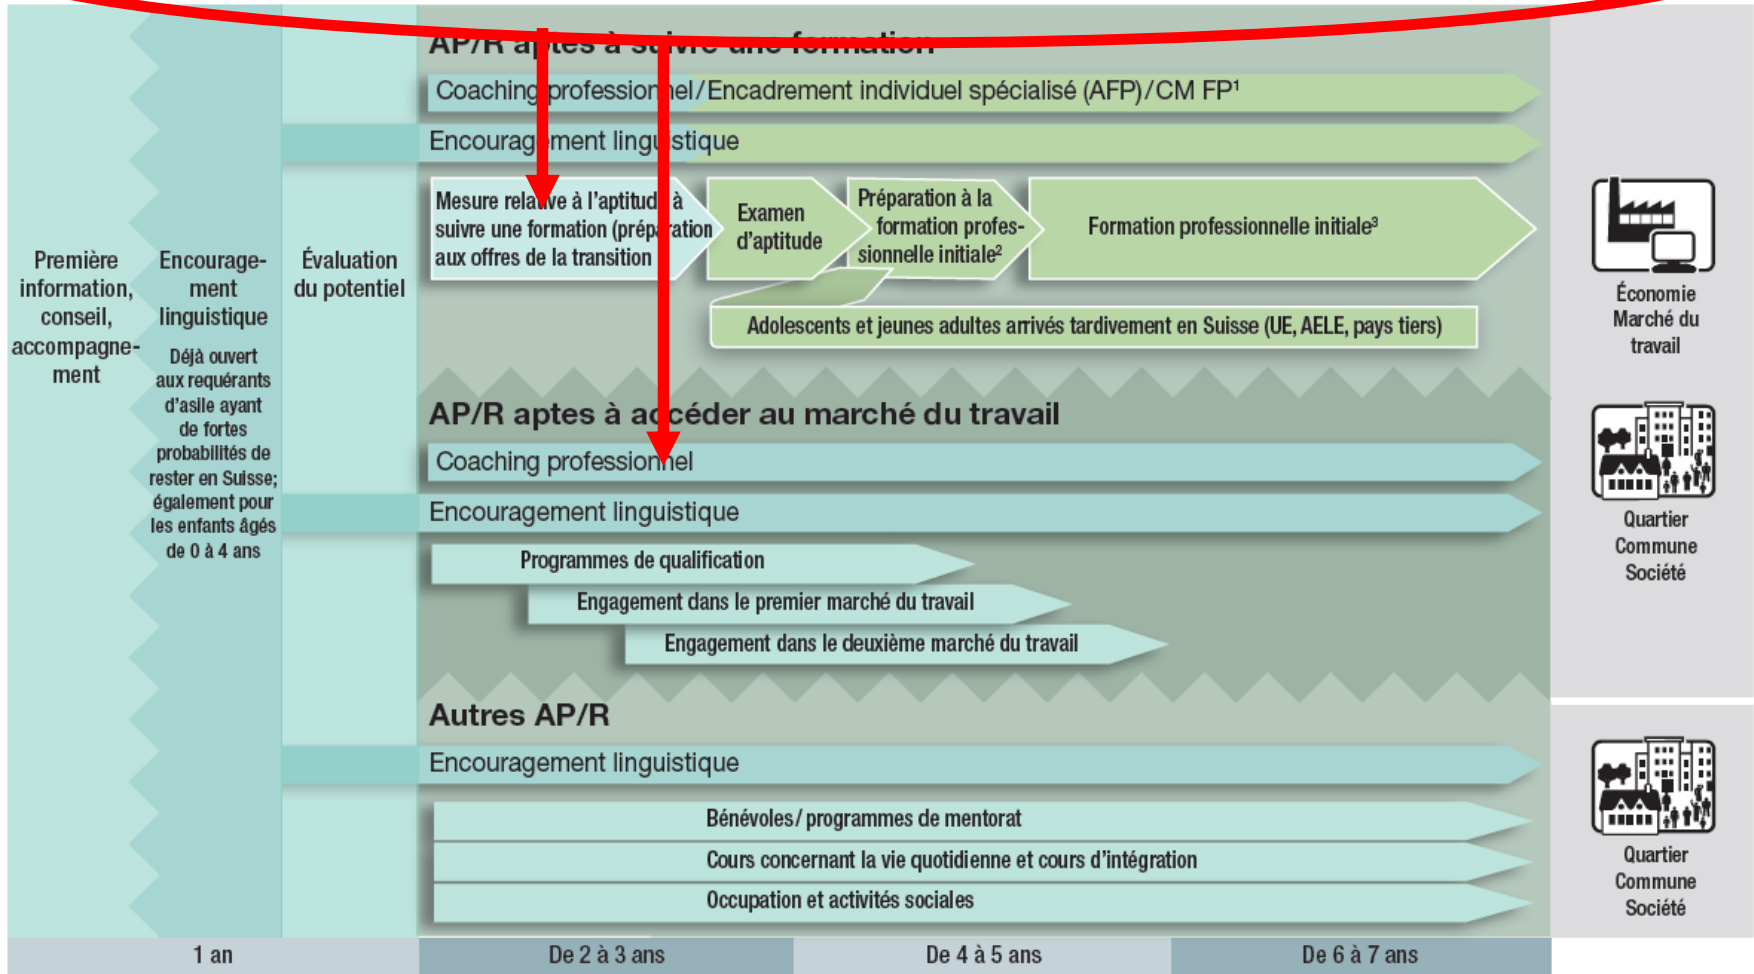 AP/R aptes à suivre une formation
Coaching professionnel/Encadrement individuel spécialisé (AFP)/CM FP¹
Encouragement linguistique
Mesure relative à l'aptitude à
suivre une formation (préparation
aux offres de la transition
Examen
d'aptitude
Préparation à la
formation profes-
sionnelle initiale²
Formation professionnelle initiale³
Adolescents et jeunes adultes arrivés tardivement en Suisse (UE, AELE, pays tiers)
Première
information,
conseil,
accompagne-
ment
Encourage-
ment
linguistique
Déjà ouvert
aux requérants
d'asile ayant
de fortes
probabilités de
rester en Suisse;
également pour
les enfants âgés
de 0 à 4 ans
Évaluation
du potentiel
AP/R aptes à accéder au marché du travail
Coaching professionnel
Encouragement linguistique
Programmes de qualification
Engagement dans le premier marché du travail
Engagement dans le deuxième marché du travail
Autres AP/R
Encouragement linguistique
Bénévoles/programmes de mentorat
Cours concernant la vie quotidienne et cours d'intégration
Occupation et activités sociales
Économie
Marché du
travail
Quartier
Commune
Société
Quartier
Commune
Société
1 an
De 2 à 3 ans
De 4 à 5 ans
De 6 à 7 ans